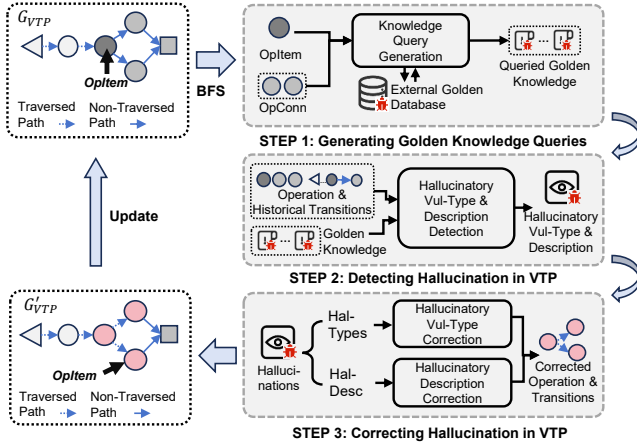 G_VTP
OpItem
Traversed
Path
Non-Traversed
Path
BFS
OpItem
OpConn
Knowledge
Query
Generation
External Golden
Database
Queried Golden
Knowledge
STEP 1: Generating Golden Knowledge Queries
Operation &
Historical Transitions
Golden
Knowledge
Hallucinatory
Vul-Type &
Description
Detection
Hallucinatory
Vul-Type &
Description
STEP 2: Detecting Hallucination in VTP
Update
G'_VTP
OpItem
Traversed
Path
Non-Traversed
Path
Halluci-
nations
Hal-
Types
Hal-
Desc
Hallucinatory
Vul-Type
Correction
Hallucinatory
Description
Correction
Corrected
Operation &
Transitions
STEP 3: Correcting Hallucination in VTP